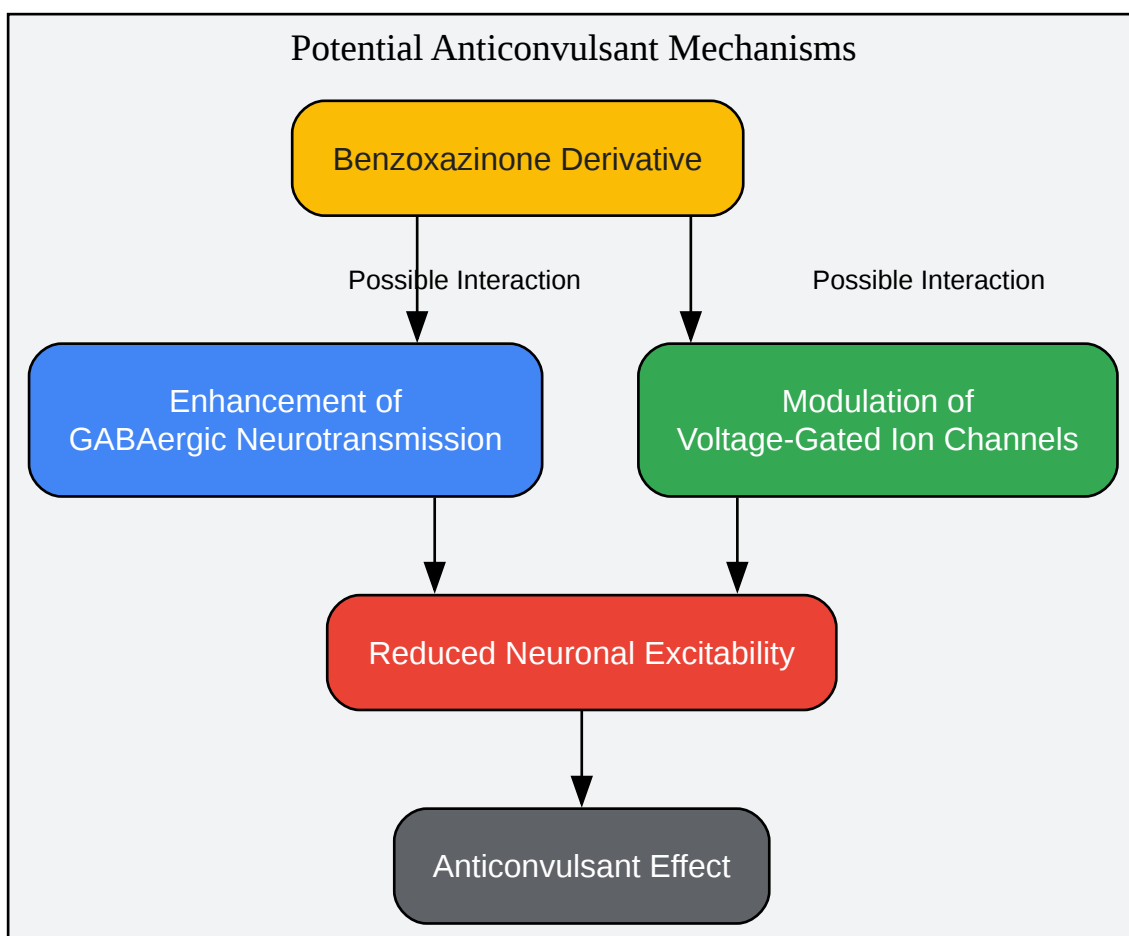 Potential Anticonvulsant Mechanisms
Benzoxazinone Derivative
Possible Interaction
Possible Interaction
Enhancement of
GABAergic Neurotransmission
Modulation of
Voltage-Gated Ion Channels
Reduced Neuronal Excitability
Anticonvulsant Effect